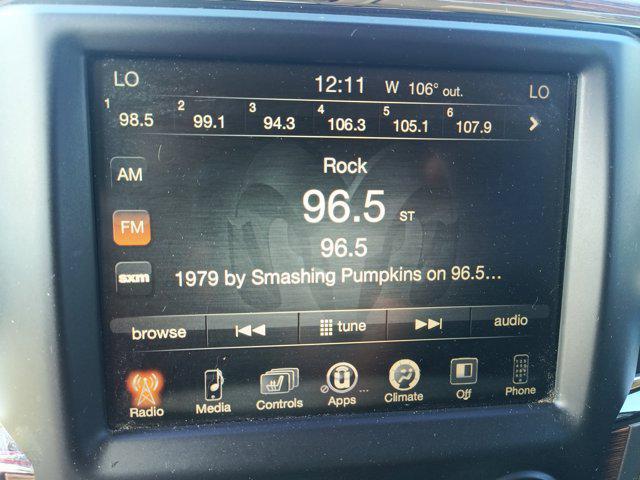 LO 12:11 W 106° out. LO
1 98.5 2 99.1 3 94.3 4 106.3 5 105.1 6 107.9
Rock
AM
96.5 ST
FM
96.5
sxm
1979 by Smashing Pumpkins on 96.5...
browse tune audio
Radio Media Controls Apps Climate Off Phone